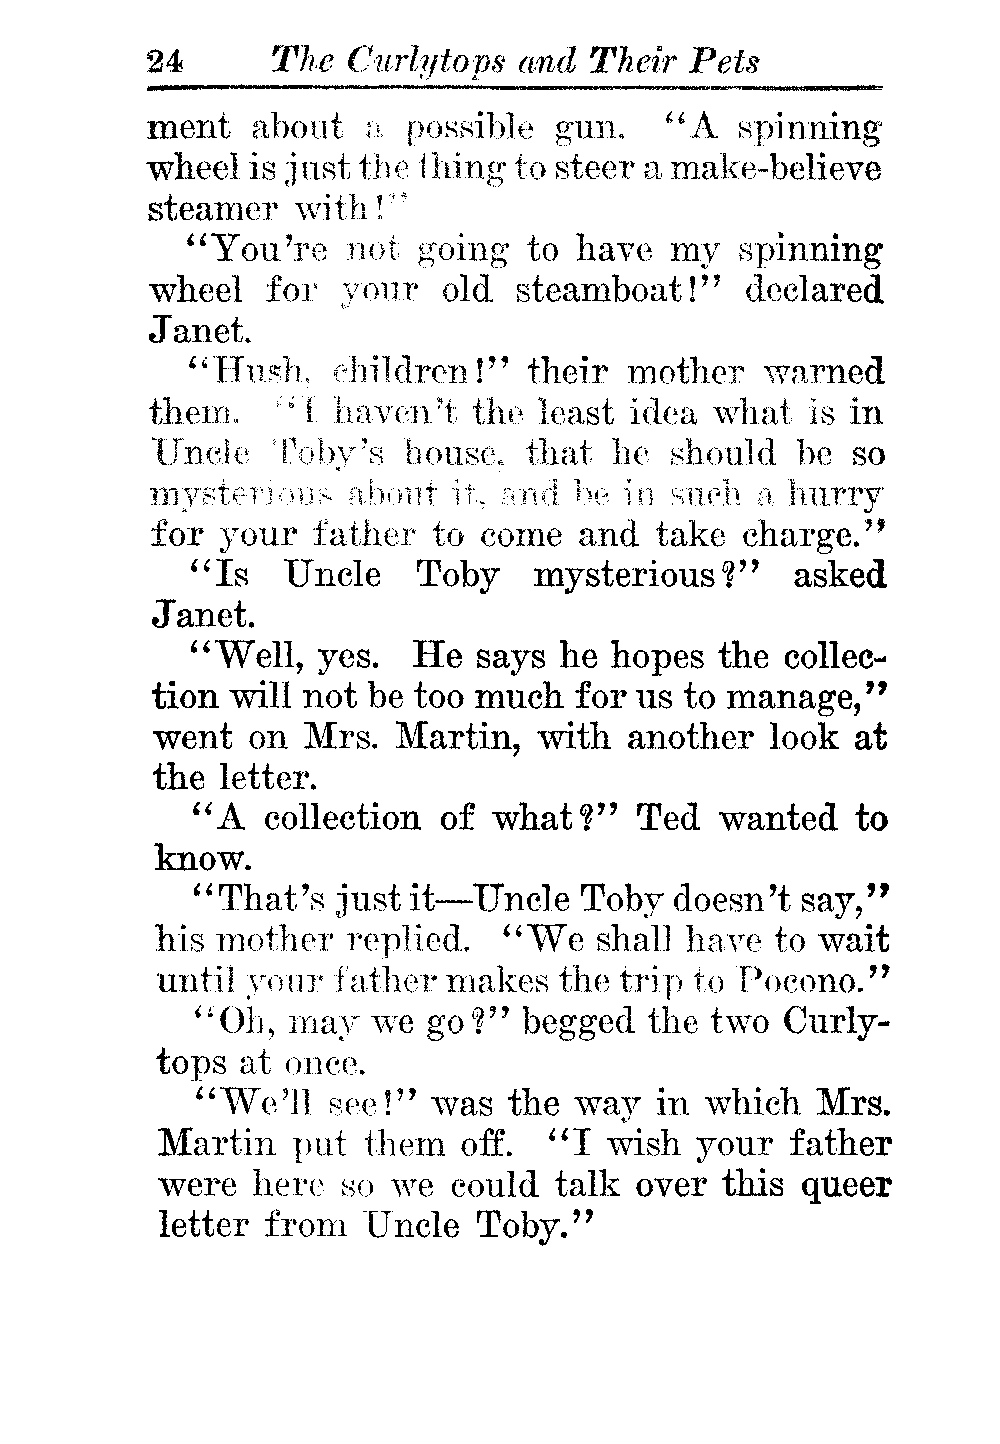 24 The Curlytops and Their Pets
ment about a possible gun. “A spinning
wheel is just the thing to steer a make-believe
steamer with!”
“You’re not going to have my spinning
wheel for your old steamboat!” declared
Janet.
“Hush, children!” their mother warned
them. “I haven’t the least idea what is in
Uncle Toby’s house, that he should be so
mysterious about it, and be in such a hurry
for your father to come and take charge.”
“Is Uncle Toby mysterious?” asked
Janet.
“Well, yes. He says he hopes the collec-
tion will not be too much for us to manage,”
went on Mrs. Martin, with another look at
the letter.
“A collection of what?” Ted wanted to
know.
“That’s just it—Uncle Toby doesn’t say,”
his mother replied. “We shall have to wait
until your father makes the trip to Pocono.”
“Oh, may we go?” begged the two Curly-
tops at once.
“We’ll see!” was the way in which Mrs.
Martin put them off. “I wish your father
were here so we could talk over this queer
letter from Uncle Toby.”